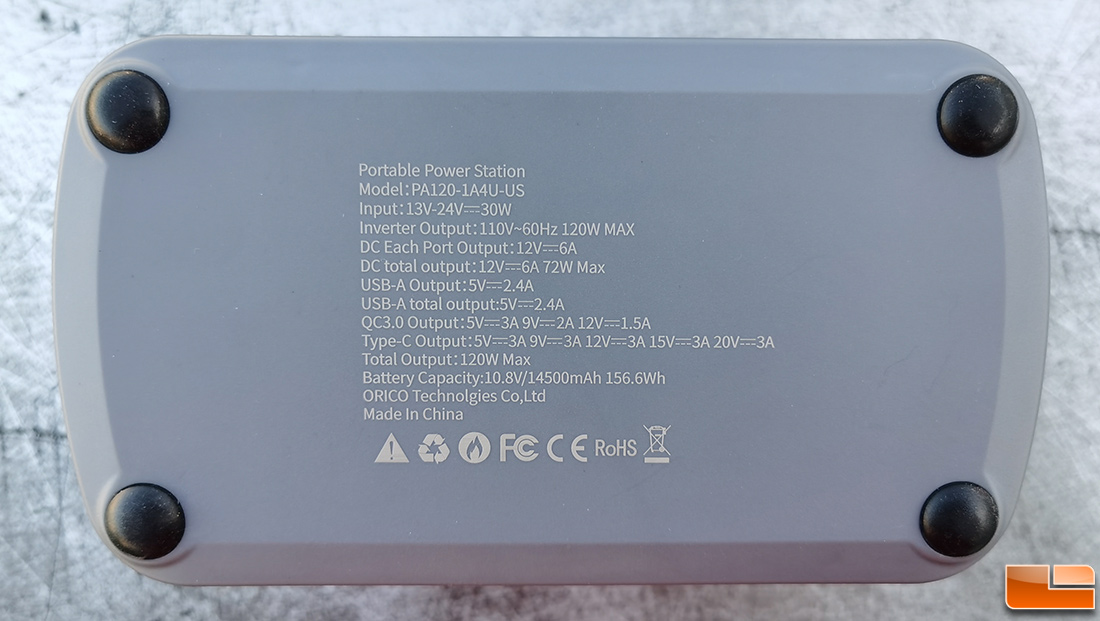 Portable Power Station
Model:PA120-1A4U-US
Input:13V-24V⎓30W
Inverter Output:110V~60Hz 120W MAX
DC Each Port Output:12V⎓6A
DC total output:12V⎓6A 72W Max
USB-A Output:5V⎓2.4A
USB-A total output:5V⎓2.4A
QC3.0 Output:5V⎓3A 9V⎓2A 12V⎓1.5A
Type-C Output:5V⎓3A 9V⎓3A 12V⎓3A 15V⎓3A 20V⎓3A
Total Output:120W Max
Battery Capacity:10.8V/14500mAh 156.6Wh
ORICO Technolgies Co,Ltd
Made In China
FC CE RoHS